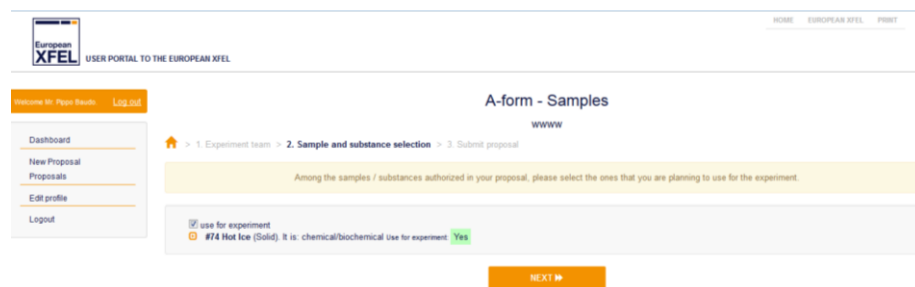 HOME EUROPEAN XFEL PRINT
European
XFEL
USER PORTAL TO THE EUROPEAN XFEL
Welcome Mr. Pippo Baudo. Log out
A-form - Samples
wwww
Dashboard
New Proposal
Proposals
Edit profile
Logout
> 1. Experiment team > 2. Sample and substance selection > 3. Submit proposal
Among the samples / substances authorized in your proposal, please select the ones that you are planning to use for the experiment.
use for experiment
#74 Hot Ice (Solid). It is: chemical/biochemical Use for experiment: Yes
NEXT